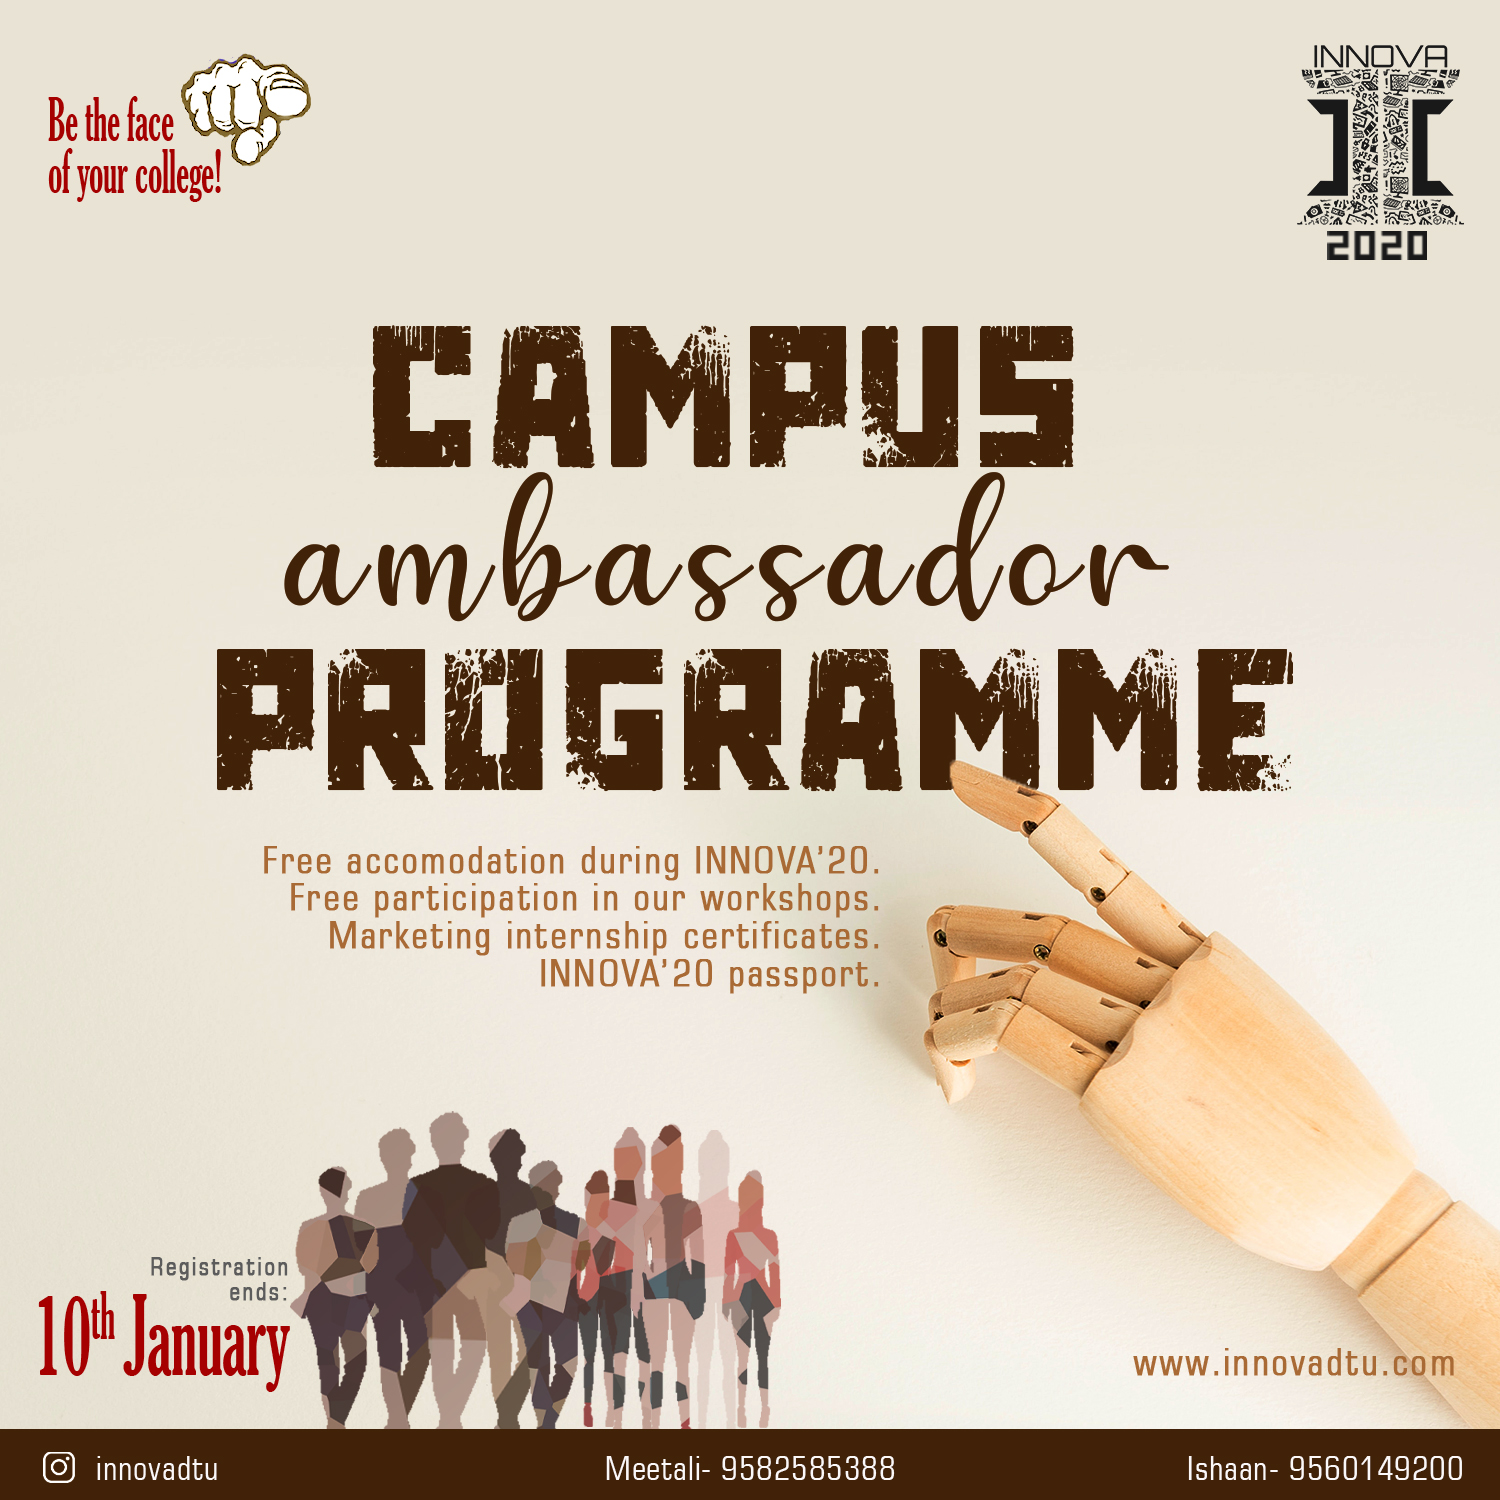 Be the face
of your college!
INNOVA
2020
CAMPUS
ambassador
PROGRAMME
Free accomodation during INNOVA'20.
Free participation in our workshops.
Marketing internship certificates.
INNOVA'20 passport.
Registration
ends:
10th January
www.innovadtu.com
innovadtu
Meetali- 9582585388
Ishaan- 9560149200